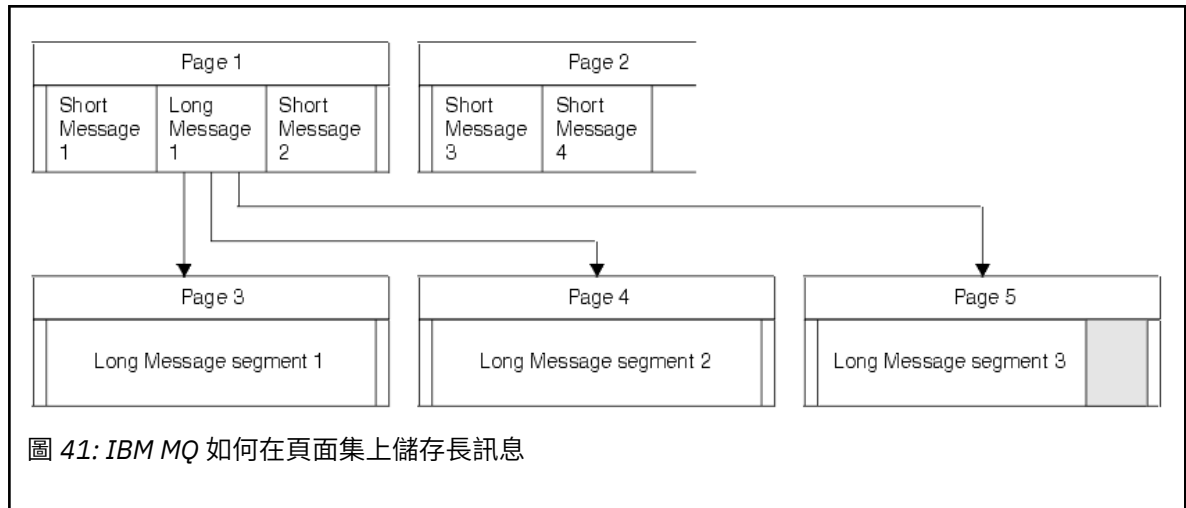 Page 1
Short Message 1
Long Message 1
Short Message 2
Page 2
Short Message 3
Short Message 4
Page 3
Long Message segment 1
Page 4
Long Message segment 2
Page 5
Long Message segment 3
圖 41: IBM MQ 如何在頁面集上儲存長訊息